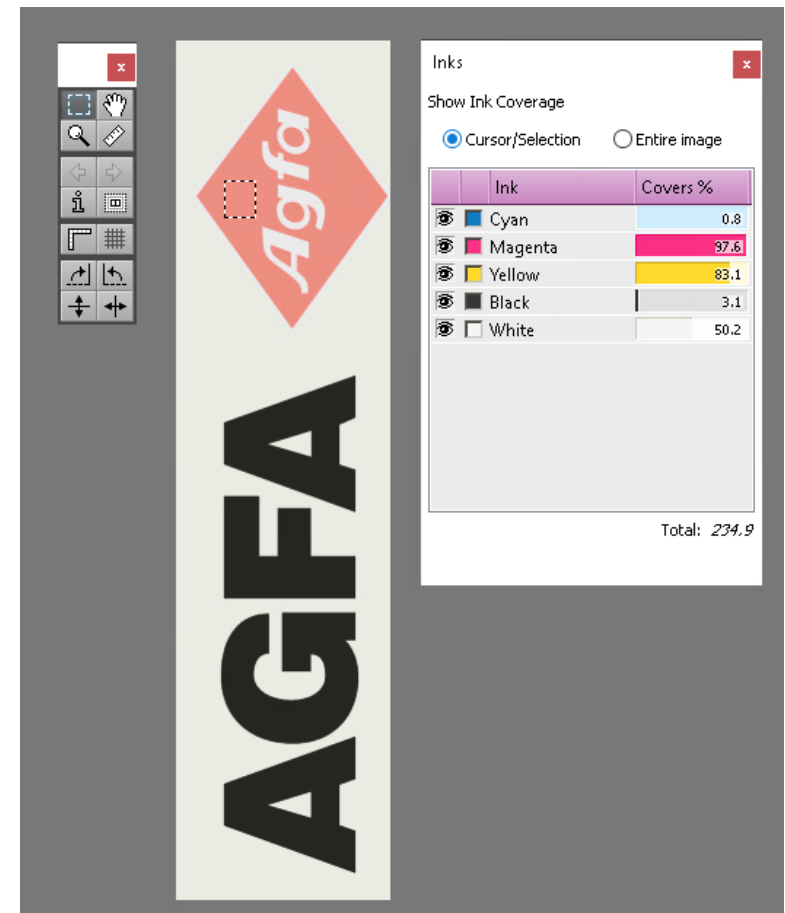 x
Agfa
AGFA
Inks
x
Show Ink Coverage
Cursor/Selection
Entire image
Ink
Covers %
Cyan
0.8
Magenta
97.6
Yellow
83.1
Black
3.1
White
50.2
Total: 234.9